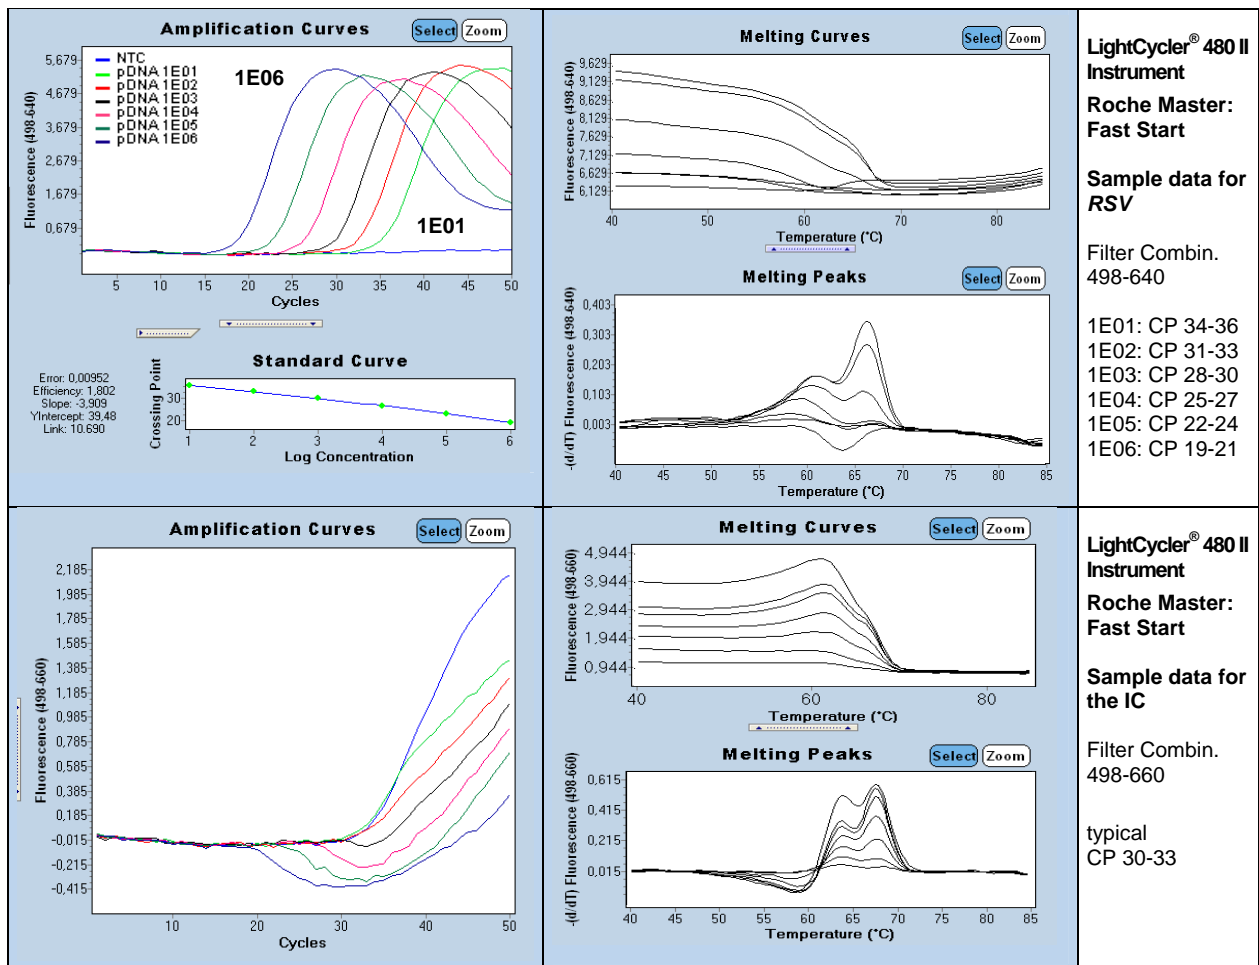 Amplification Curves
Select
Zoom
Fluorescence (498-640)
5,679
4,679
3,679
2,679
1,679
0,679
NTC
pDNA 1E01
pDNA 1E02
pDNA 1E03
pDNA 1E04
pDNA 1E05
pDNA 1E06
1E06
1E01
5 10 15 20 25 30 35 40 45 50
Cycles
Error: 0,00952
Efficiency: 1,802
Slope: -3,909
YIntercept: 39,48
Link: 10.690
Standard Curve
Crossing Point
30
20
1 2 3 4 5 6
Log Concentration
Melting Curves
Select
Zoom
Fluorescence (498-640)
9,629
9,129
8,629
8,129
7,629
7,129
6,629
6,129
40 50 60 70 80
Temperature (°C)
Melting Peaks
Select
Zoom
-(d/dT) Fluorescence (498-640)
0,403
0,303
0,203
0,103
0,003
40 45 50 55 60 65 70 75 80 85
Temperature (°C)
LightCycler® 480 II
Instrument
Roche Master:
Fast Start
Sample data for
RSV
Filter Combin.
498-640
1E01: CP 34-36
1E02: CP 31-33
1E03: CP 28-30
1E04: CP 25-27
1E05: CP 22-24
1E06: CP 19-21
Amplification Curves
Select
Zoom
Fluorescence (498-660)
2,185
1,985
1,785
1,585
1,385
1,185
0,985
0,785
0,585
0,385
0,185
-0,015
-0,215
-0,415
10 20 30 40 50
Cycles
Melting Curves
Select
Zoom
Fluorescence (498-660)
4,944
3,944
2,944
1,944
0,944
40 60 80
Temperature (°C)
Melting Peaks
Select
Zoom
-(d/dT) Fluorescence (498-660)
0,615
0,415
0,215
0,015
40 45 50 55 60 65 70 75 80 85
Temperature (°C)
LightCycler® 480 II
Instrument
Roche Master:
Fast Start
Sample data for
the IC
Filter Combin.
498-660
typical
CP 30-33